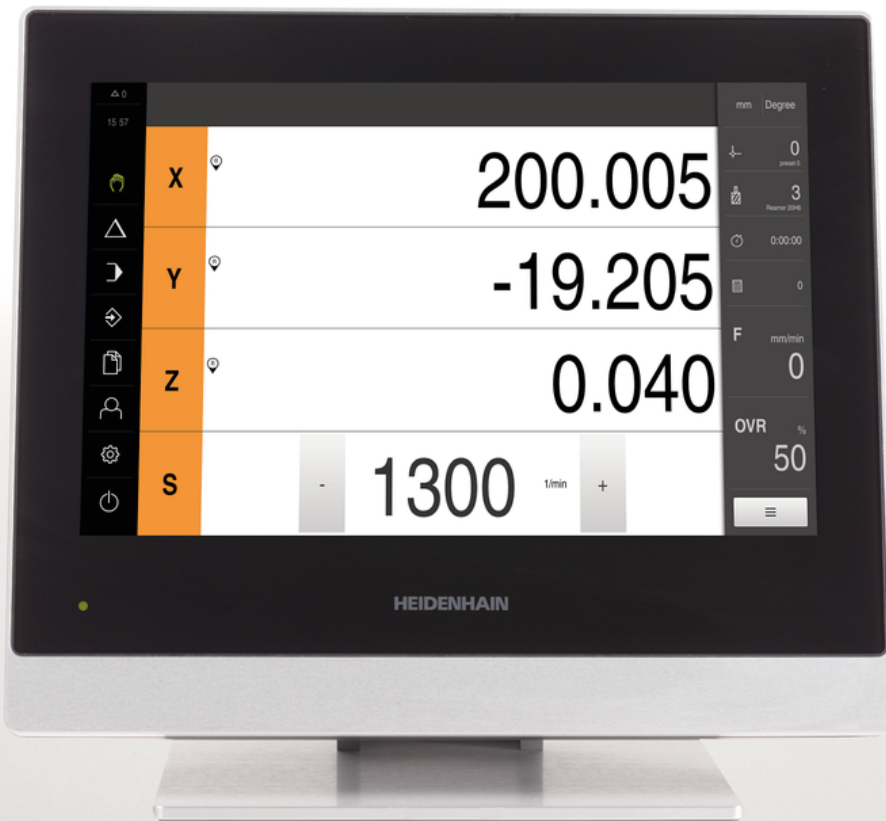 0
15:57
mm Degree
X R 200.005
0
preset 0
3
Reamer 20H6
Y R -19.205
0:00:00
0
Z R 0.040
F mm/min
0
OVR %
50
S - 1300 1/min +
HEIDENHAIN